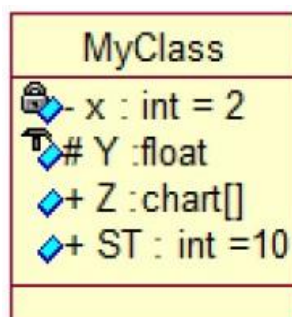 MyClass
- x : int = 2
# Y :float
+ Z : chart[]
+ ST : int =10